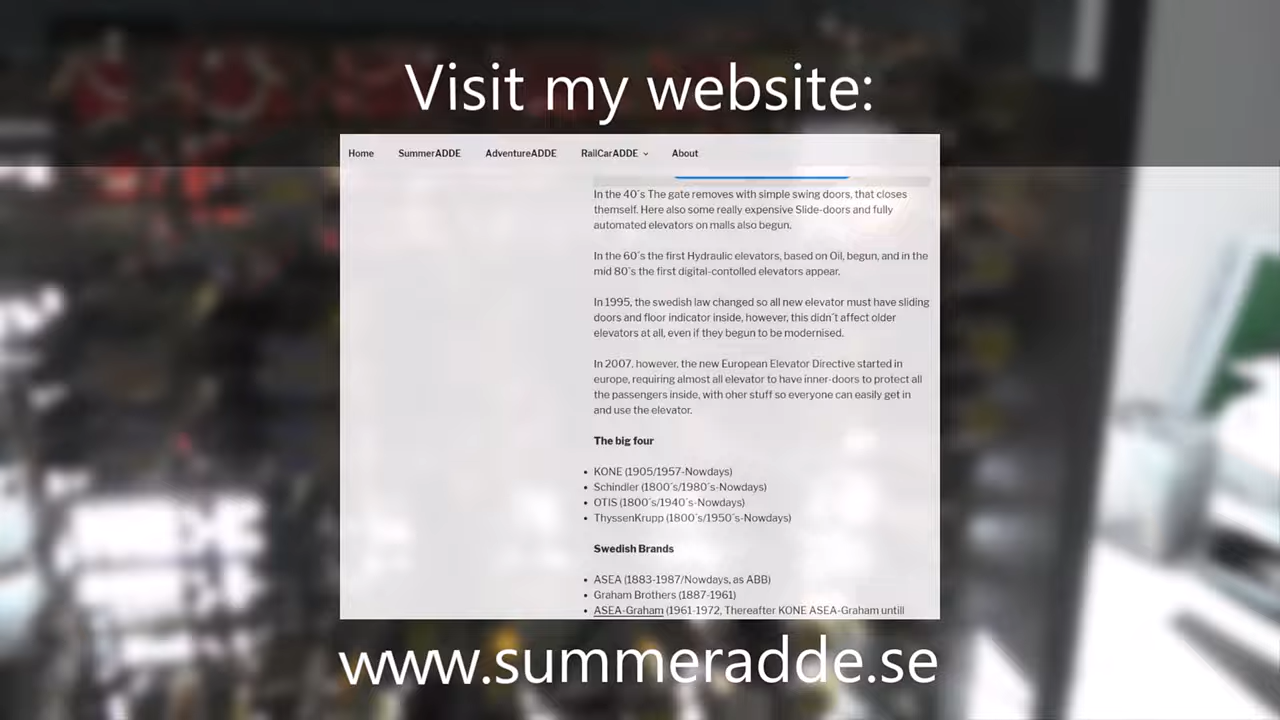 Visit my website:
Home SummerADDE AdventureADDE RailCarADDE About
In the 40´s The gate removes with simple swing doors, that closes
themself. Here also some really expensive Slide-doors and fully
automated elevators on malls also begun.
In the 60´s the first Hydraulic elevators, based on Oil, begun, and in the
mid 80´s the first digital-contolled elevators appear.
In 1995, the swedish law changed so all new elevator must have sliding
doors and floor indicator inside, however, this didn´t affect older
elevators at all, even if they begun to be modernised.
In 2007. however, the new European Elevator Directive started in
europe, requiring almost all elevator to have inner-doors to protect all
the passengers inside, with oher stuff so everyone can easily get in
and use the elevator.
The big four
• KONE (1905/1957-Nowdays)
• Schindler (1800´s/1980´s-Nowdays)
• OTIS (1800´s/1940´s-Nowdays)
• ThyssenKrupp (1800´s/1950´s-Nowdays)
Swedish Brands
• ASEA (1883-1987/Nowdays, as ABB)
• Graham Brothers (1887-1961)
• ASEA-Graham (1961-1972, Thereafter KONE ASEA-Graham untill
www.summeradde.se